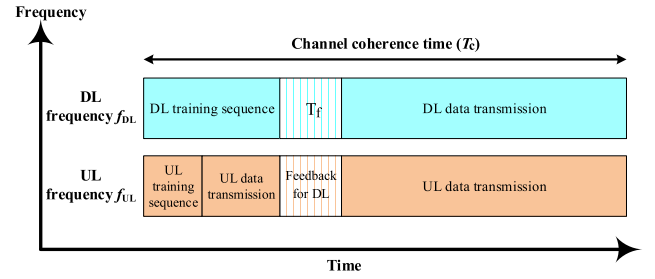 Frequency
Channel coherence time (Tc)
DL
frequency fDL
DL training sequence
Tf
DL data transmission
UL
frequency fUL
UL
training
sequence
UL data
transmission
Feedback
for DL
UL data transmission
Time